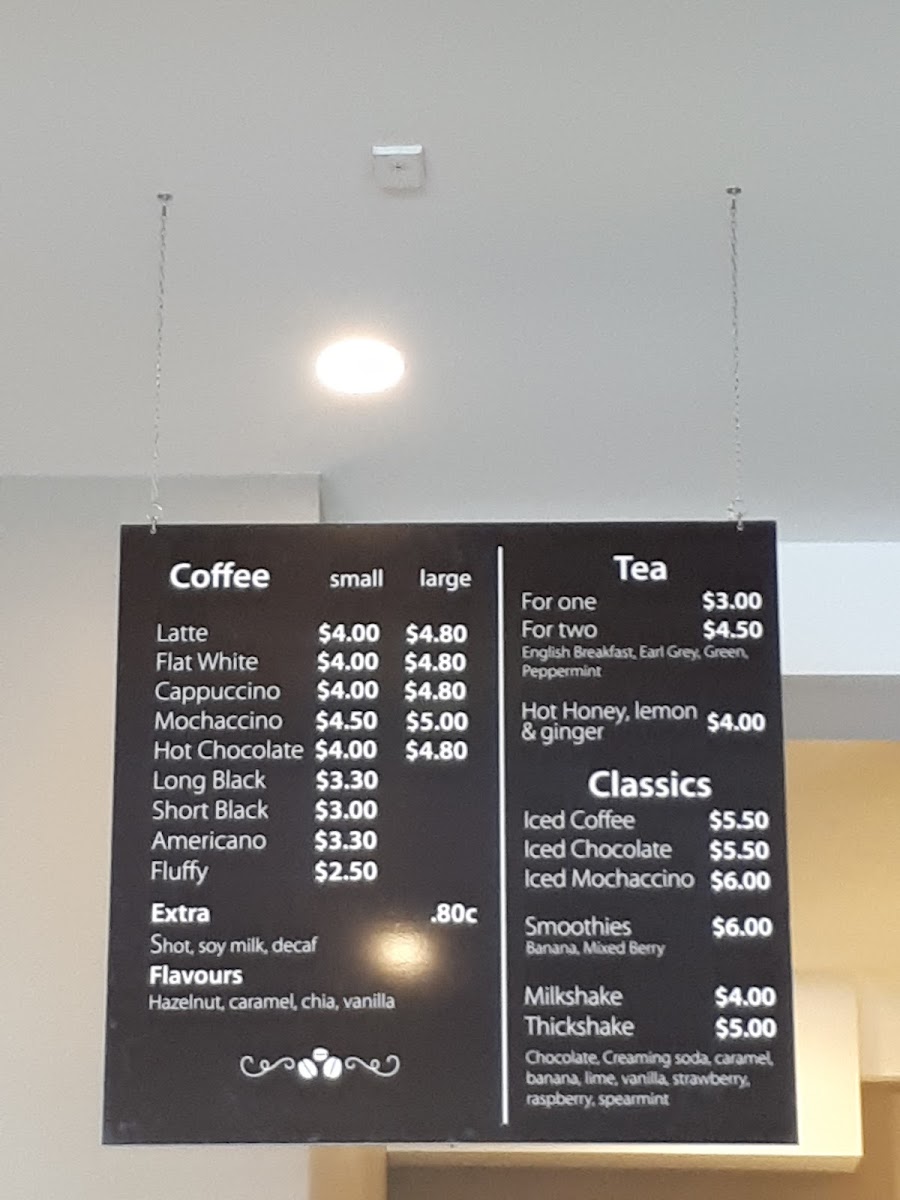 Coffee small large
Latte $4.00 $4.80
Flat White $4.00 $4.80
Cappuccino $4.00 $4.80
Mochaccino $4.50 $5.00
Hot Chocolate $4.00 $4.80
Long Black $3.30
Short Black $3.00
Americano $3.30
Fluffy $2.50
Extra .80c
Shot, soy milk, decaf
Flavours
Hazelnut, caramel, chia, vanilla
Tea
For one $3.00
For two $4.50
English Breakfast, Earl Grey, Green,
Peppermint
Hot Honey, lemon
& ginger $4.00
Classics
Iced Coffee $5.50
Iced Chocolate $5.50
Iced Mochaccino $6.00
Smoothies $6.00
Banana, Mixed Berry
Milkshake $4.00
Thickshake $5.00
Chocolate, Creaming soda, caramel,
banana, lime, vanilla, strawberry,
raspberry, spearmint